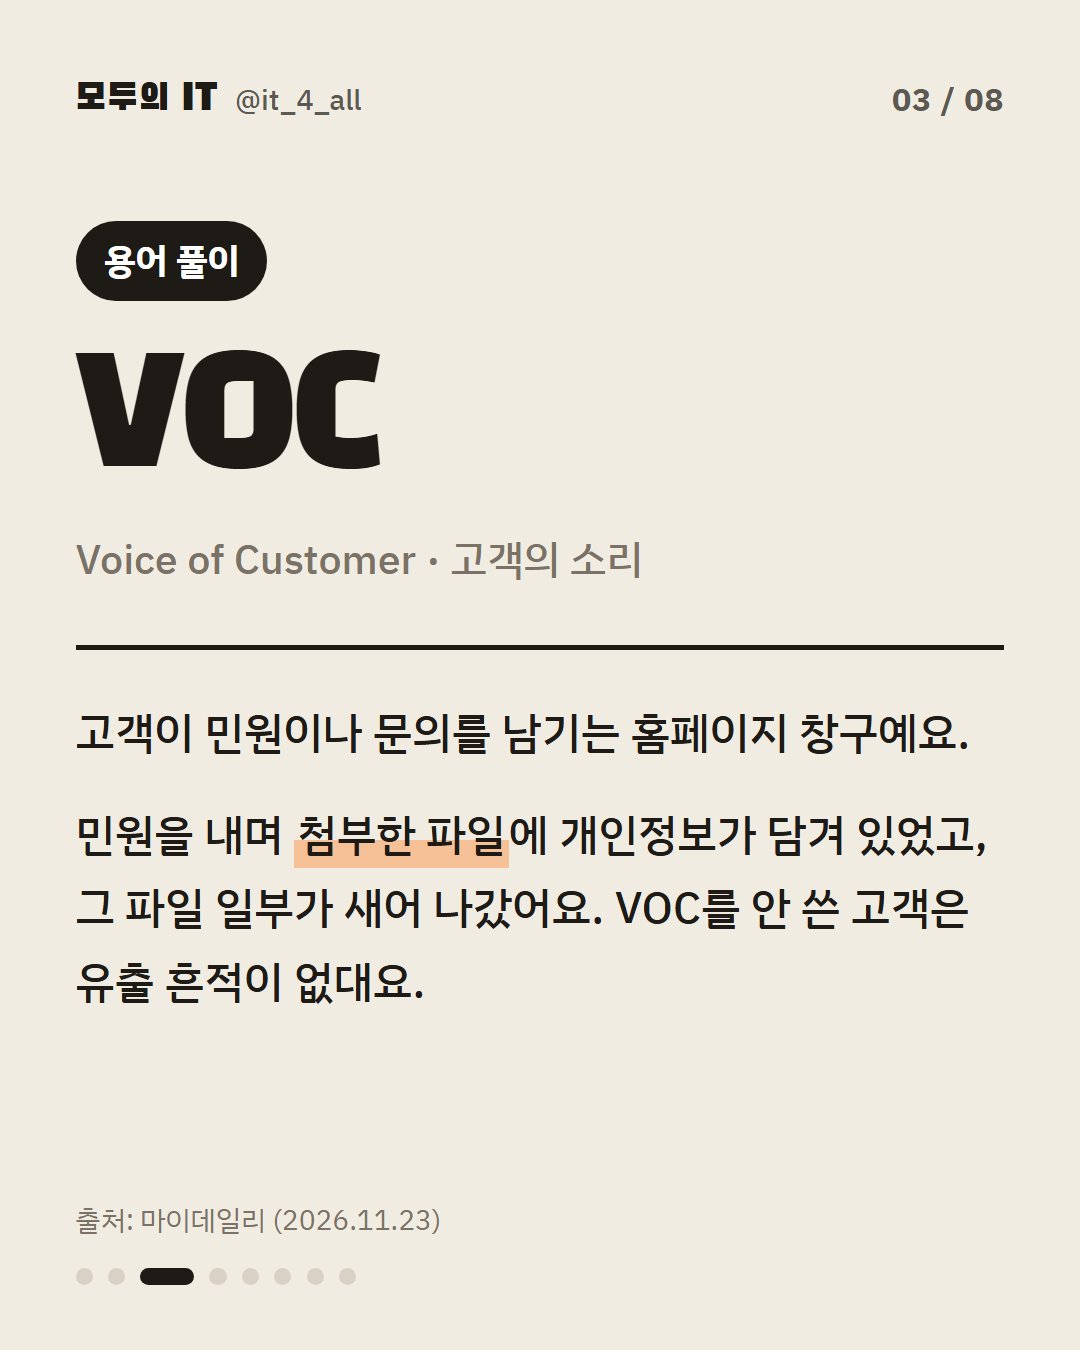 모두의 IT @it_4_all 03 / 08
용어 풀이
VOC
Voice of Customer · 고객의 소리
고객이 민원이나 문의를 남기는 홈페이지 창구예요.
민원을 내며 첨부한 파일에 개인정보가 담겨 있었고,
그 파일 일부가 새어 나갔어요. VOC를 안 쓴 고객은
유출 흔적이 없대요.
출처: 마이데일리 (2026.11.23)